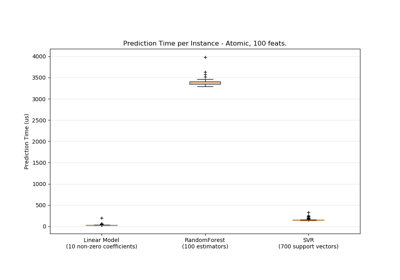 Prediction Time per Instance - Atomic, 100 feats.
4000
3500
3000
2500
2000
1500
1000
500
0
Prediction Time (us)
Linear Model
(10 non-zero coefficients)
RandomForest
(100 estimators)
SVR
(700 support vectors)